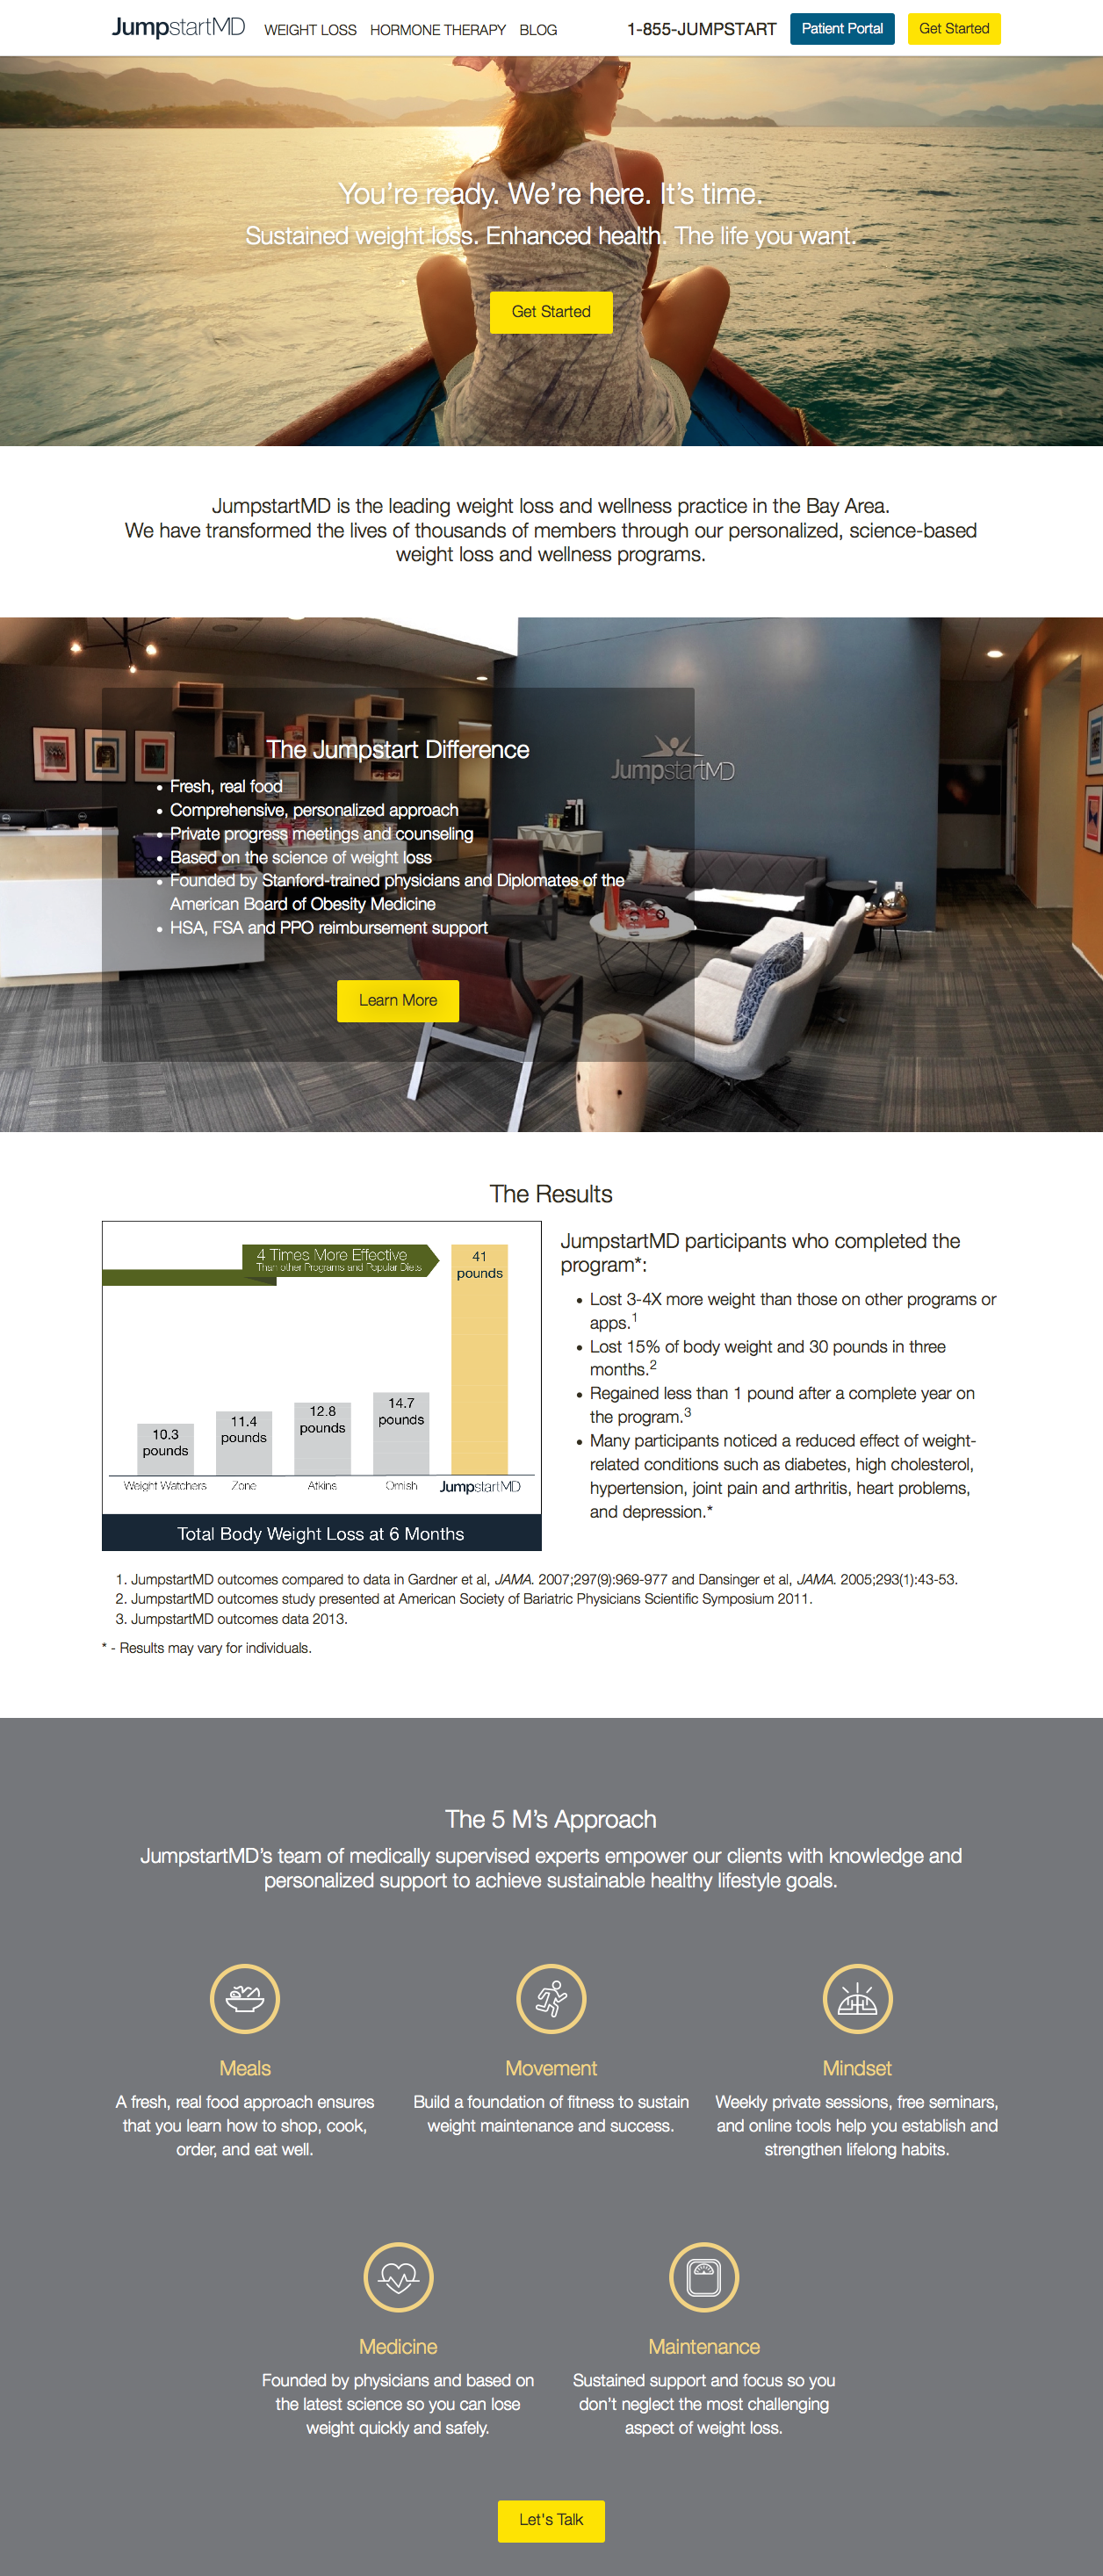 JumpstartMD WEIGHT LOSS HORMONE THERAPY BLOG 1-855-JUMPSTART Patient Portal Get Started
You're ready. We're here. It's time.
Sustained weight loss. Enhanced health. The life you want.
Get Started
JumpstartMD is the leading weight loss and wellness practice in the Bay Area.
We have transformed the lives of thousands of members through our personalized, science-based
weight loss and wellness programs.
The Jumpstart Difference
JumpstartMD
• Fresh, real food
• Comprehensive, personalized approach
• Private progress meetings and counseling
• Based on the science of weight loss
• Founded by Stanford-trained physicians and Diplomates of the
American Board of Obesity Medicine
• HSA, FSA and PPO reimbursement support
Learn More
The Results
4 Times More Effective
Than other Programs and Popular Diets
41
pounds
14.7
pounds
12.8
pounds
11.4
pounds
10.3
pounds
Weight Watchers Zone Atkins Ornish JumpstartMD
Total Body Weight Loss at 6 Months
JumpstartMD participants who completed the
program*:
• Lost 3-4X more weight than those on other programs or
apps.1
• Lost 15% of body weight and 30 pounds in three
months.2
• Regained less than 1 pound after a complete year on
the program.3
• Many participants noticed a reduced effect of weight-
related conditions such as diabetes, high cholesterol,
hypertension, joint pain and arthritis, heart problems,
and depression.*
1. JumpstartMD outcomes compared to data in Gardner et al, JAMA. 2007;297(9):969-977 and Dansinger et al, JAMA. 2005;293(1):43-53.
2. JumpstartMD outcomes study presented at American Society of Bariatric Physicians Scientific Symposium 2011.
3. JumpstartMD outcomes data 2013.
* - Results may vary for individuals.
The 5 M's Approach
JumpstartMD's team of medically supervised experts empower our clients with knowledge and
personalized support to achieve sustainable healthy lifestyle goals.
Meals
A fresh, real food approach ensures
that you learn how to shop, cook,
order, and eat well.
Movement
Build a foundation of fitness to sustain
weight maintenance and success.
Mindset
Weekly private sessions, free seminars,
and online tools help you establish and
strengthen lifelong habits.
Medicine
Founded by physicians and based on
the latest science so you can lose
weight quickly and safely.
Maintenance
Sustained support and focus so you
don't neglect the most challenging
aspect of weight loss.
Let's Talk